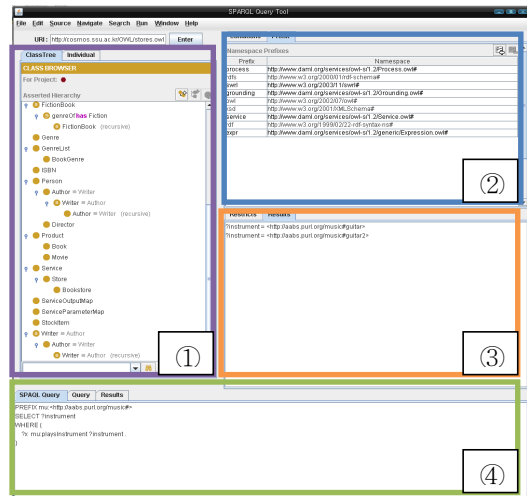 SPARQL Query Tool
File Edit Source Navigate Search Run Window Help
URI: http://cosmos.ssu.ac.kr/OWL/stores.owl Enter
ClassTree Individual
CLASS BROWSER
For Project:
Asserted Hierarchy
FictionBook
genreOf has Fiction
FictionBook (recursive)
Genre
GenreList
BookGenre
ISBN
Person
Author = Writer
Writer = Author
Author = Writer (recursive)
Director
Product
Book
Movie
Service
Store
Bookstore
ServiceOutputMap
ServiceParameterMap
StockItem
Writer = Author
Author = Writer
Writer = Author (recursive)
①
Namespace Prefixes
Prefix Namespace
process http://www.daml.org/services/owl-s/1.2/Process.owl#
rdfs http://www.w3.org/2000/01/rdf-schema#
swrl http://www.w3.org/2003/11/swrl#
grounding http://www.daml.org/services/owl-s/1.2/Grounding.owl#
owl http://www.w3.org/2002/07/owl#
xsd http://www.w3.org/2001/XMLSchema#
service http://www.daml.org/services/owl-s/1.2/Service.owl#
rdf http://www.w3.org/1999/02/22-rdf-syntax-ns#
expr http://www.daml.org/services/owl-s/1.2/generic/Expression.owl#
②
Restricts Results
?instrument = <http://aabs.purl.org/music#guitar>
?instrument = <http://aabs.purl.org/music#guitar2>
③
SPAQL Query Query Results
PREFIX mu:<http://aabs.purl.org/music#>
SELECT ?instrument
WHERE {
?x mu:playsInstrument ?instrument .
}
④